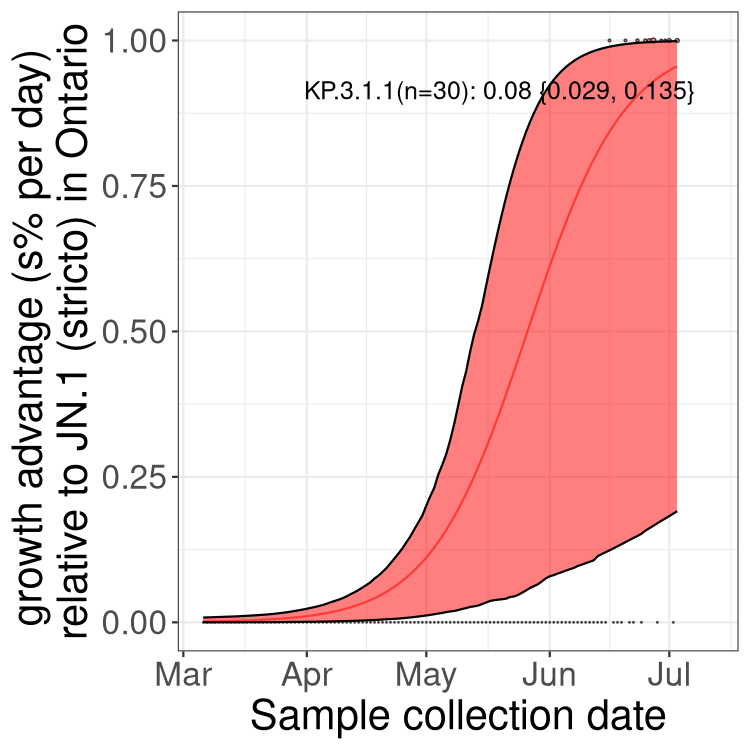 growth advantage (s% per day)
relative to JN.1 (stricto) in Ontario
1.00
0.75
0.50
0.25
0.00
KP.3.1.1(n=30): 0.08 {0.029, 0.135}
Mar Apr May Jun Jul
Sample collection date